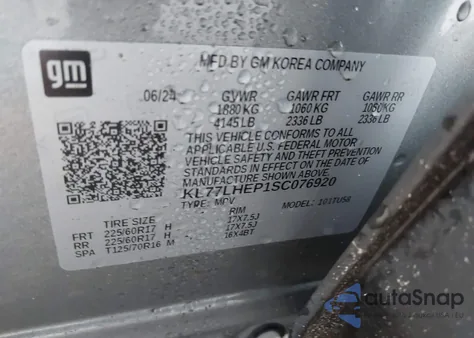 gm
MFD BY GM KOREA COMPANY
06/24 GVWR GAWR FRT GAWR RR
1880 KG 1060 KG 1050 KG
4145 LB 2336 LB 2336 LB
THIS VEHICLE CONFORMS TO ALL
APPLICABLE U.S. FEDERAL MOTOR
VEHICLE SAFETY AND THEFT PREVENTION
STANDARDS IN EFFECT ON THE DATE OF
MANUFACTURE SHOWN ABOVE.
KL77LHEP1SC076920
TYPE: MPV MODEL: 101TU58
TIRE SIZE RIM
FRT 225/60R17 H 17X7.5J
RR 225/60R17 H 17X7.5J
SPA T125/70R16 M 16X4BT
autoSnap